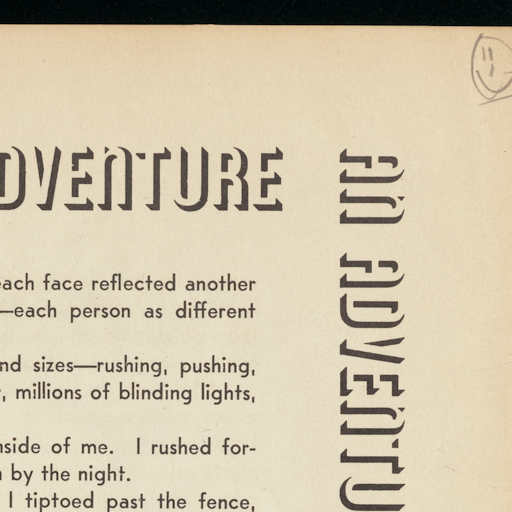 DVENTURE
each face reflected another
—each person as different
nd sizes—rushing, pushing,
, millions of blinding lights,
nside of me. I rushed for-
by the night.
I tiptoed past the fence,
AN ADVENTU